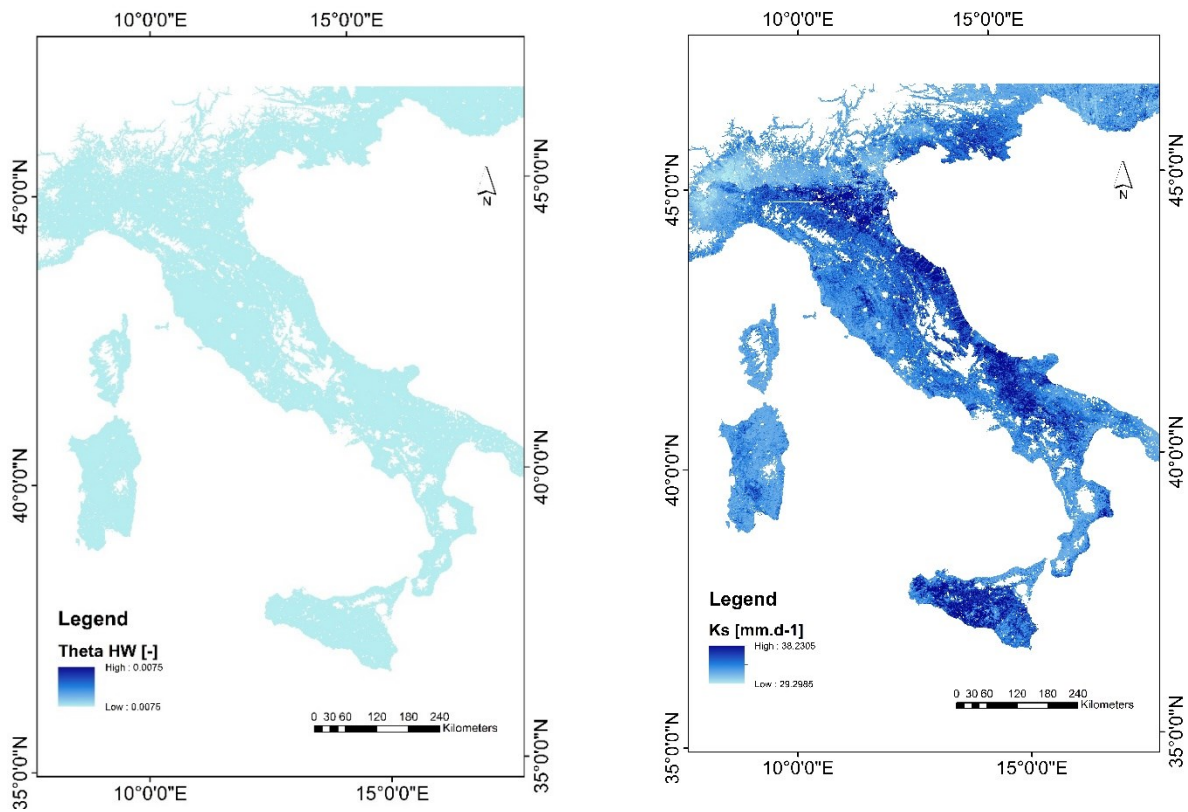 10°0'0"E 15°0'0"E
45°0'0"N 45°0'0"N
N
40°0'0"N 40°0'0"N
Legend
Theta HW [-]
High : 0.0075
Low : 0.0075
0 30 60 120 180 240
Kilometers
35°0'0"N 35°0'0"N
10°0'0"E 15°0'0"E
10°0'0"E 15°0'0"E
45°0'0"N 45°0'0"N
N
40°0'0"N 40°0'0"N
Legend
Ks [mm.d-1]
High : 38.2305
Low : 29.2985
0 30 60 120 180 240
Kilometers
35°0'0"N 35°0'0"N
10°0'0"E 15°0'0"E